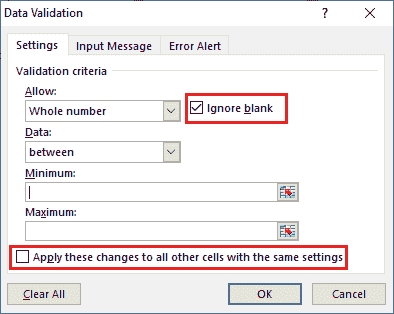 Data Validation ? ×
Settings Input Message Error Alert
Validation criteria
Allow:
Whole number Ignore blank
Data:
between
Minimum:
Maximum:
Apply these changes to all other cells with the same settings
Clear All OK Cancel